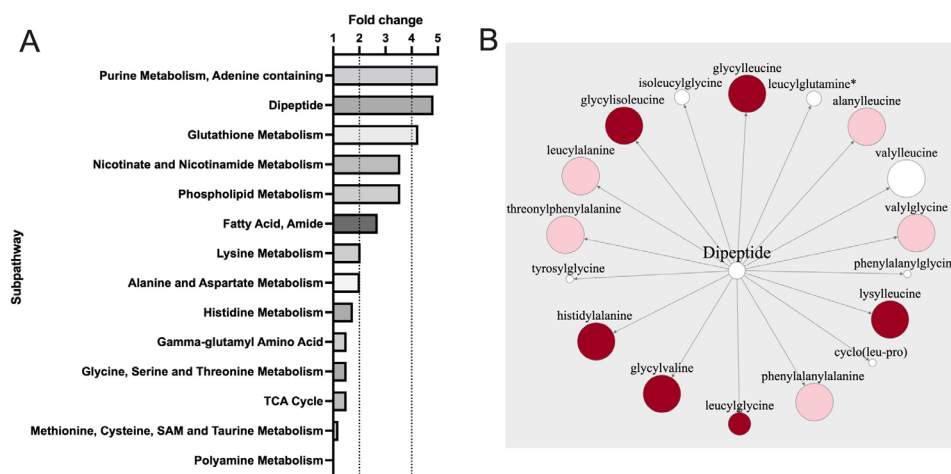 A
Fold change
1 2 3 4 5
Subpathway
Purine Metabolism, Adenine containing
Dipeptide
Glutathione Metabolism
Nicotinate and Nicotinamide Metabolism
Phospholipid Metabolism
Fatty Acid, Amide
Lysine Metabolism
Alanine and Aspartate Metabolism
Histidine Metabolism
Gamma-glutamyl Amino Acid
Glycine, Serine and Threonine Metabolism
TCA Cycle
Methionine, Cysteine, SAM and Taurine Metabolism
Polyamine Metabolism
B
glycylleucine
isoleucylglycine
leucylglutamine*
glycylisoleucine
alanylleucine
leucylalanine
valylleucine
threonylphenylalanine
valylglycine
Dipeptide
tyrosylglycine
phenylalanylglycin
lysylleucine
histidylalanine
cyclo(leu-pro)
glycylvaline
phenylalanylalanine
leucylglycine